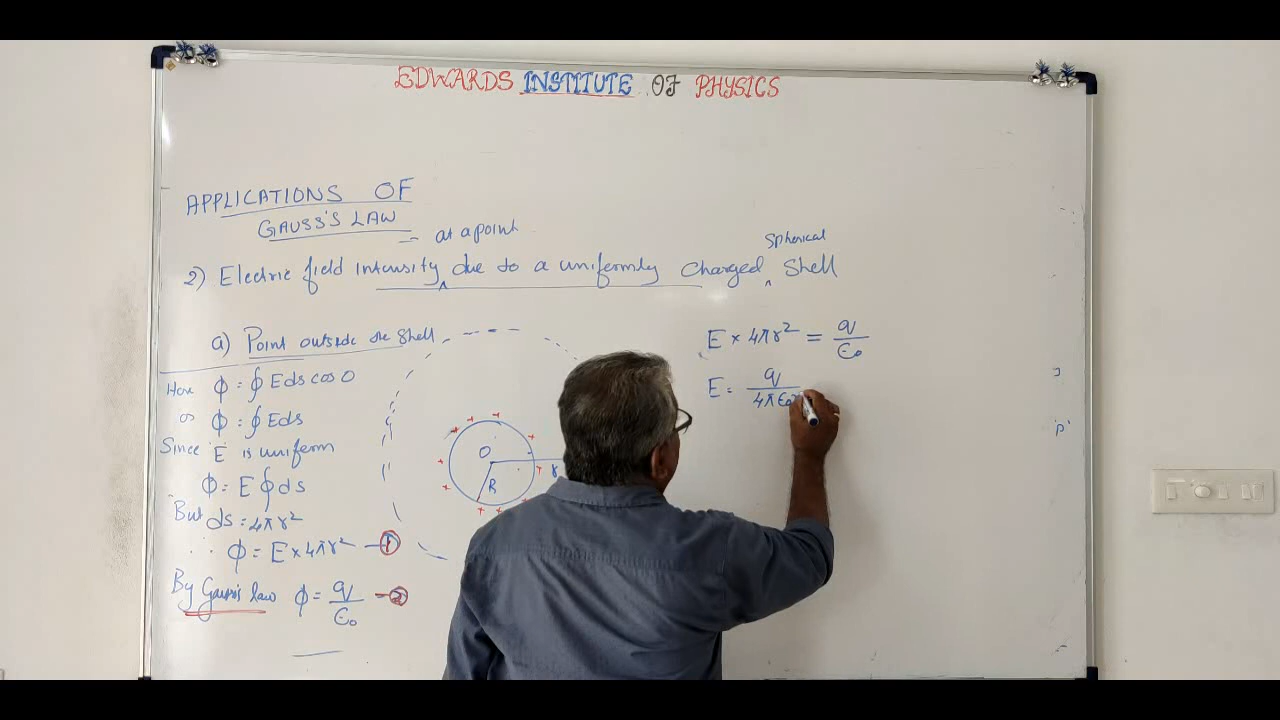 EDWARDS INSTITUTE OF PHYSICS
APPLICATIONS OF
GAUSS'S LAW
at a point
Spherical
2) Electric field intensity due to a uniformly charged shell
a) Point outside the shell
Here ϕ = ∮ Eds cos 0
or ϕ = ∮ Eds
Since E is uniform
ϕ = E ∮ ds
But ds = 4πr²
∴ ϕ = E × 4πr² — 1
By Gauss's law ϕ = q/ε₀ — 2
O
R
r
E × 4πr² = q/ε₀
E = q/4πε₀